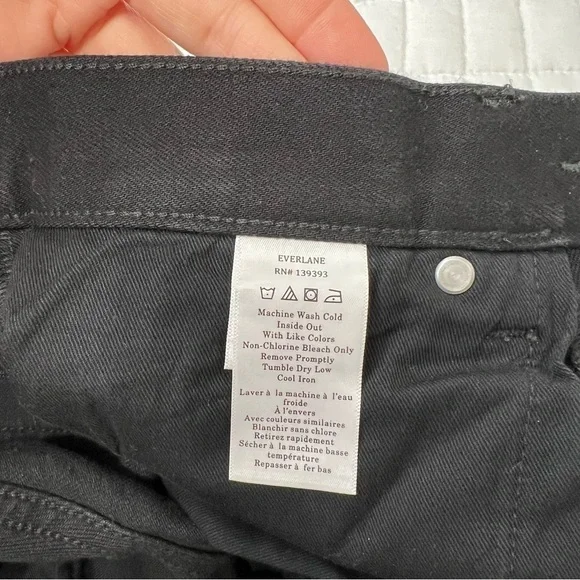 EVERLANE
RN# 139393
Machine Wash Cold
Inside Out
With Like Colors
Non-Chlorine Bleach Only
Remove Promptly
Tumble Dry Low
Cool Iron
Laver à la machine à l'eau
froide
À l'envers
Avec couleurs similaires
Blanchir sans chlore
Retirez rapidement
Sécher à la machine basse
température
Repasser à fer bas